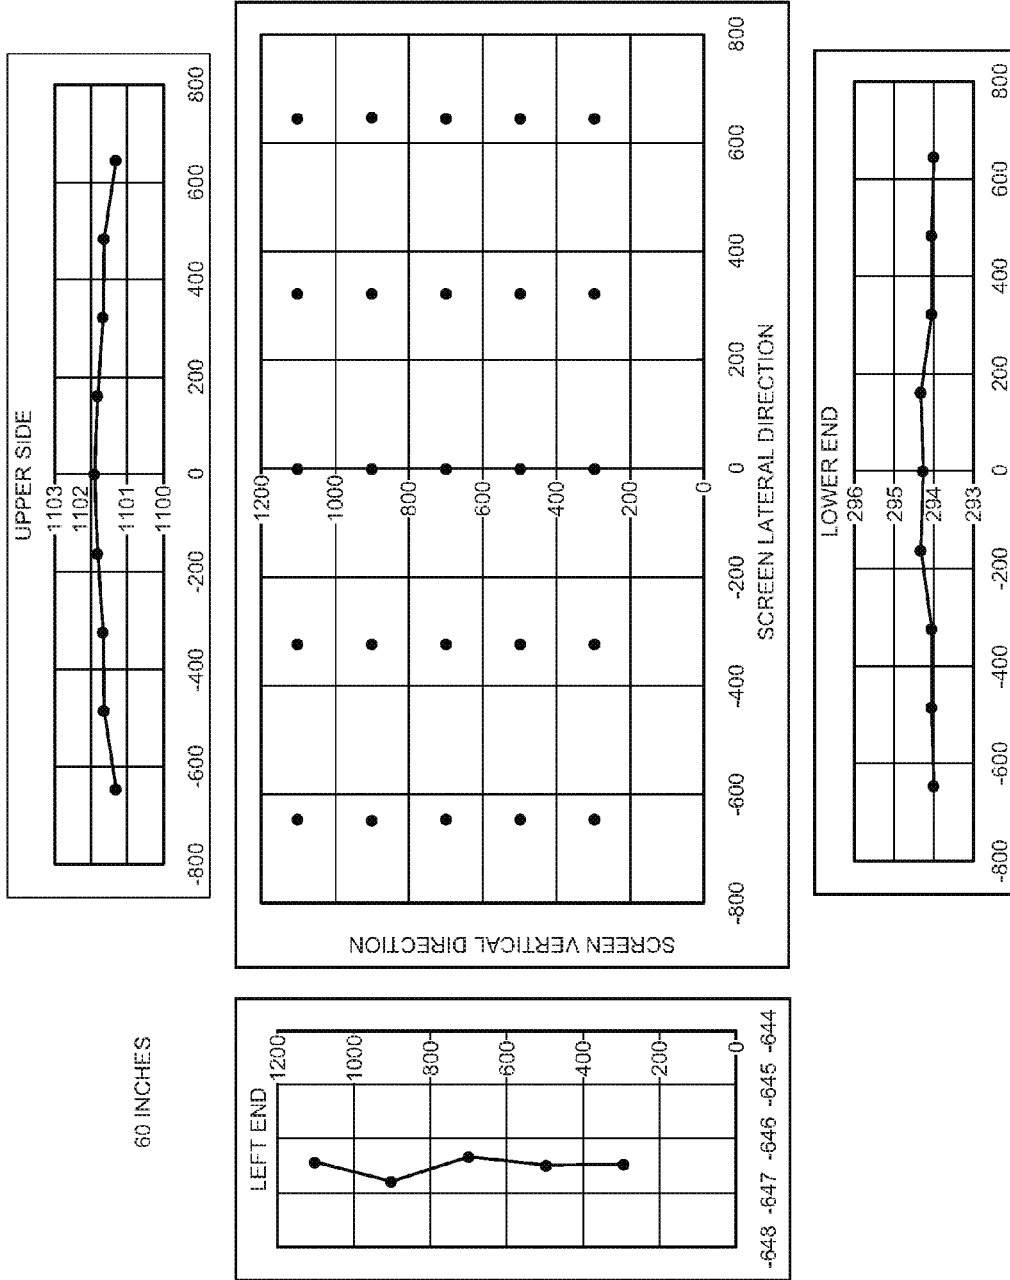 60 INCHES
UPPER SIDE
1103
1102
1101
1100
-800 -600 -400 -200 0 200 400 600 800
LEFT END
1200
1000
800
600
400
200
0
-648 -647 -646 -645 -644
SCREEN VERTICAL DIRECTION
1200
1000
800
600
400
200
0
-800 -600 -400 -200 0 200 400 600 800
SCREEN LATERAL DIRECTION
LOWER END
296
295
294
293
-800 -600 -400 -200 0 200 400 600 800